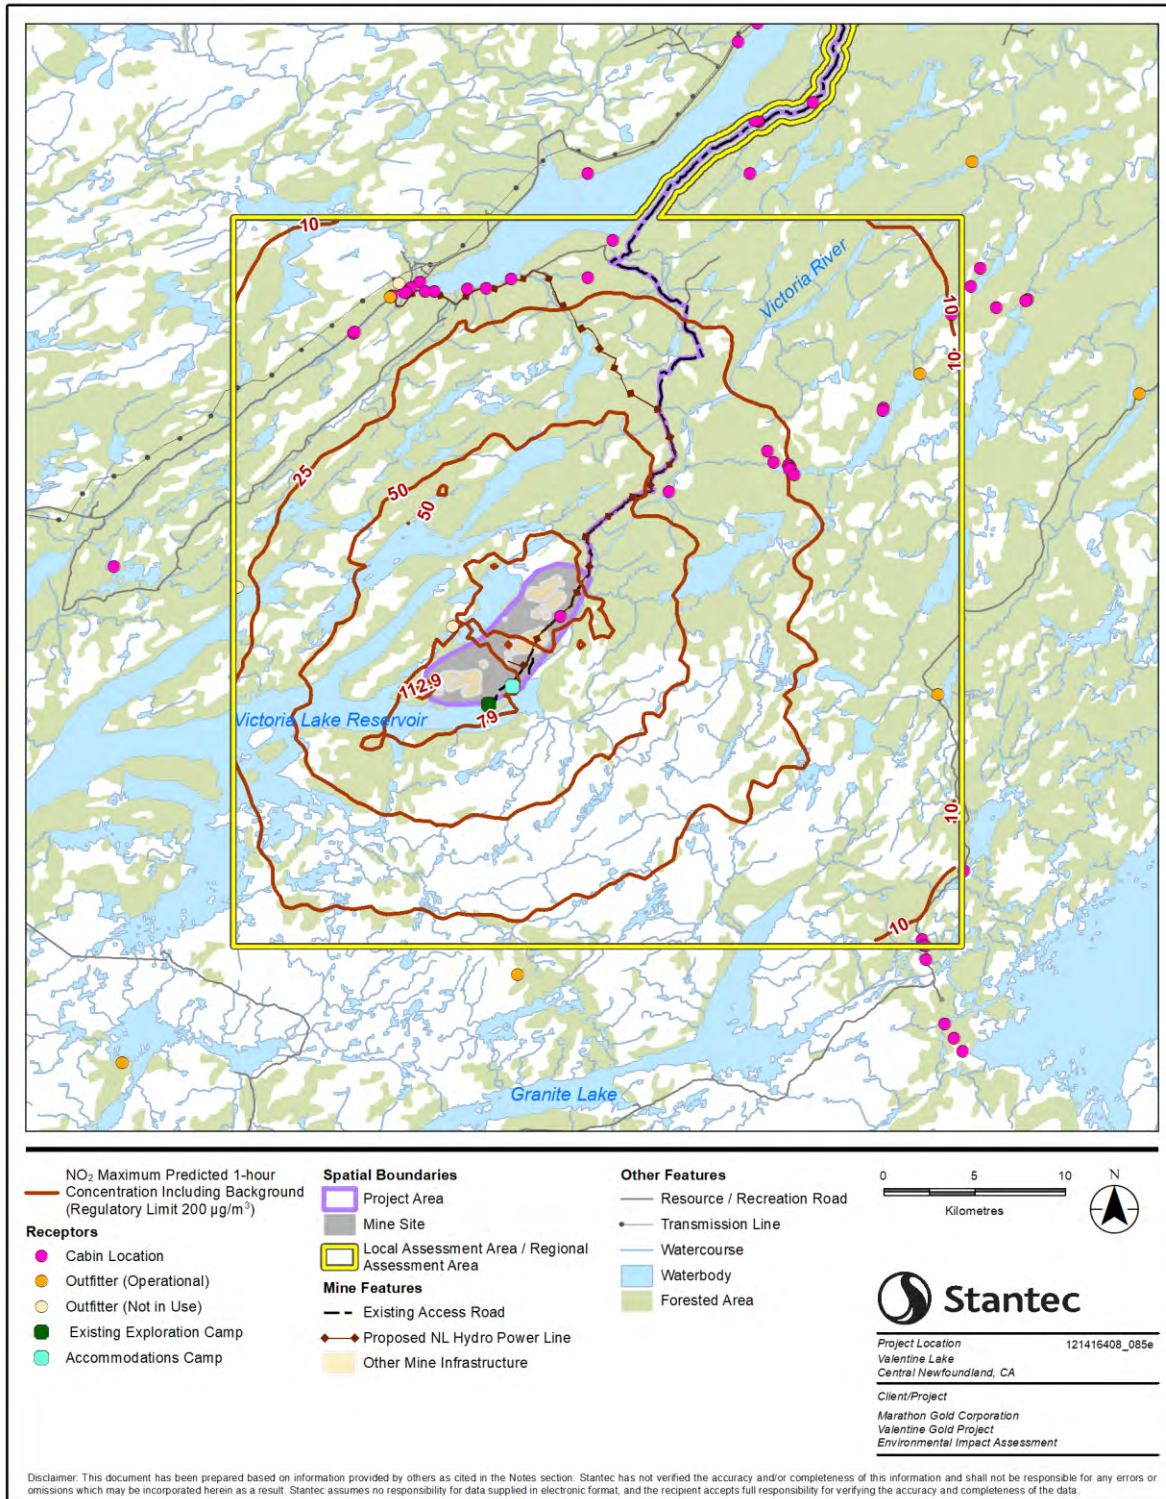 10
Victoria River
10
10
25
50
50
112.9
79
Victoria Lake Reservoir
10
10
Granite Lake
NO₂ Maximum Predicted 1-hour
Concentration Including Background
(Regulatory Limit 200 µg/m³)
Receptors
Cabin Location
Outfitter (Operational)
Outfitter (Not in Use)
Existing Exploration Camp
Accommodations Camp
Spatial Boundaries
Project Area
Mine Site
Local Assessment Area / Regional
Assessment Area
Mine Features
Existing Access Road
Proposed NL Hydro Power Line
Other Mine Infrastructure
Other Features
Resource / Recreation Road
Transmission Line
Watercourse
Waterbody
Forested Area
0 5 10
Kilometres
N
Stantec
Project Location 121416408_085e
Valentine Lake
Central Newfoundland, CA
Client/Project
Marathon Gold Corporation
Valentine Gold Project
Environmental Impact Assessment
Disclaimer: This document has been prepared based on information provided by others as cited in the Notes section. Stantec has not verified the accuracy and/or completeness of this information and shall not be responsible for any errors or
omissions which may be incorporated herein as a result. Stantec assumes no responsibility for data supplied in electronic format, and the recipient accepts full responsibility for verifying the accuracy and completeness of the data.